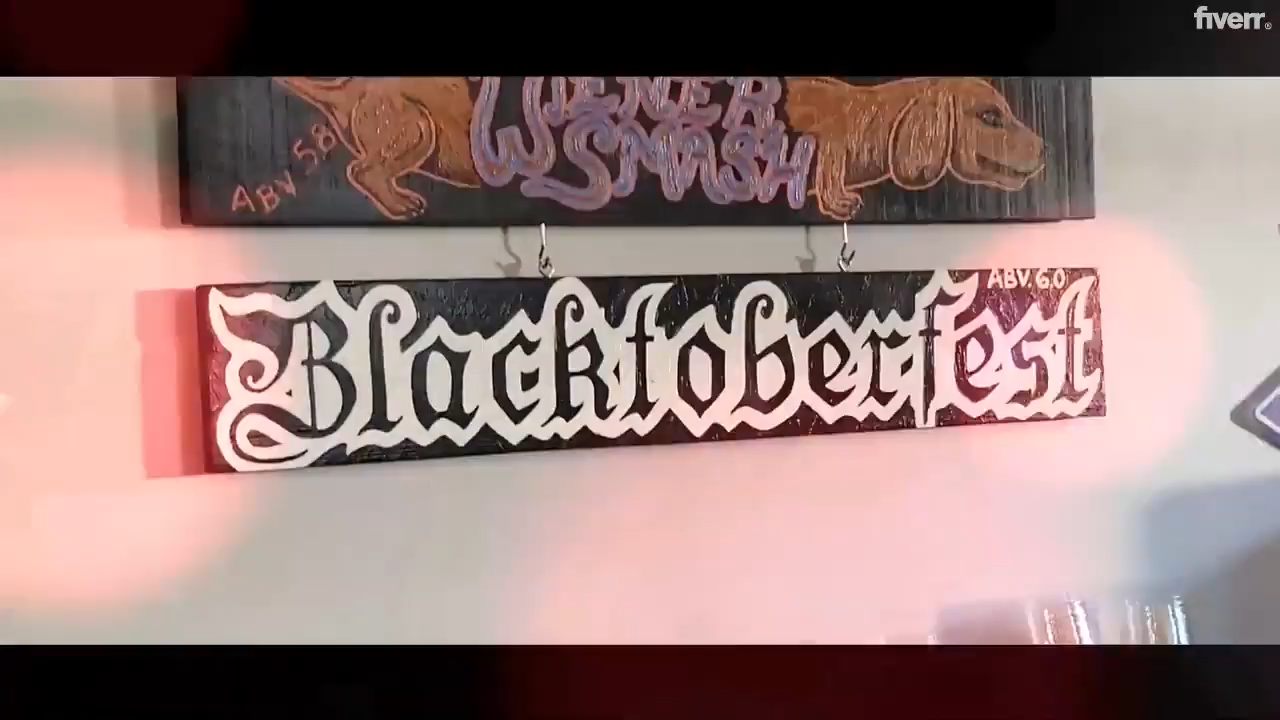 fiverr.
WIENER
SMASH
ABV 5.8
ABV. 6.0
Blacktoberfest